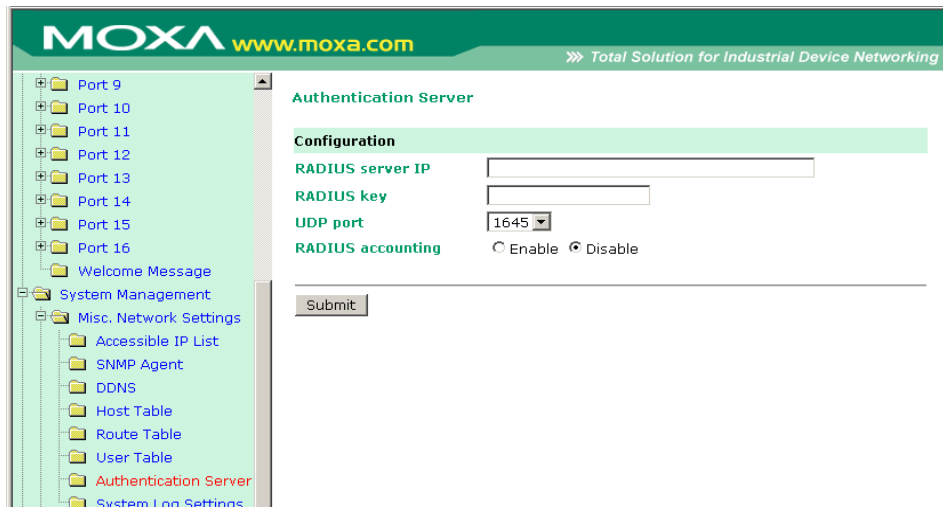 MOXA www.moxa.com
Total Solution for Industrial Device Networking
Port 9
Port 10
Port 11
Port 12
Port 13
Port 14
Port 15
Port 16
Welcome Message
System Management
Misc. Network Settings
Accessible IP List
SNMP Agent
DDNS
Host Table
Route Table
User Table
Authentication Server
System Log Settings
Authentication Server
Configuration
RADIUS server IP
RADIUS key
UDP port 1645
RADIUS accounting Enable Disable
Submit